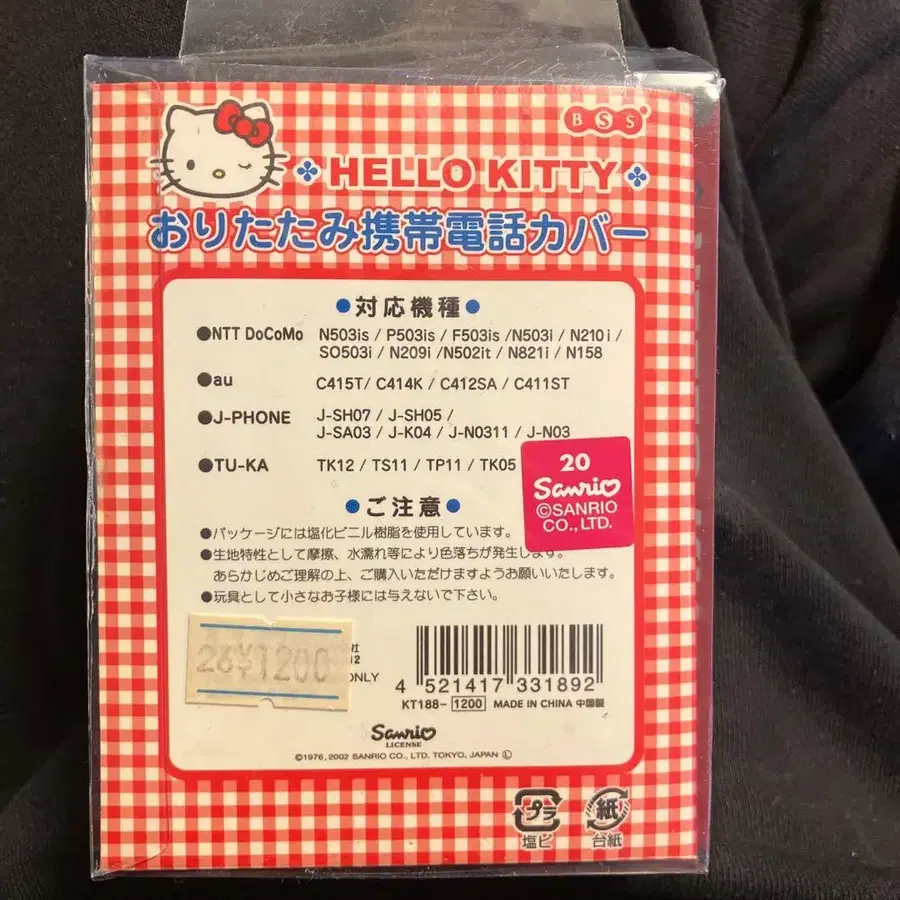 BSS
HELLO KITTY
おりたたみ携帯電話カバー
●対応機種●
●NTT DoCoMo N503is / P503is / F503is /N503i / N210i /
SO503i / N209i /N502it / N821i / N158
●au C415T/ C414K / C412SA / C411ST
●J-PHONE J-SH07 / J-SH05 /
J-SA03 / J-K04 / J-N0311 / J-N03
●TU-KA TK12 / TS11 / TP11 / TK05
20
Sanrio
©SANRIO
CO.,LTD.
●ご注意●
●パッケージには塩化ビニル樹脂を使用しています。
●生地特性として摩擦、水濡れ等により色落ちが発生します。
あらかじめご理解の上、ご購入いただけますようお願いいたします。
●玩具として小さなお子様には与えないで下さい。
26¥1200
社
12
ONLY
4 521417 331892
KT188- 1200 MADE IN CHINA 中国製
Sanrio
LICENSE
©1976, 2002 SANRIO CO., LTD. TOKYO, JAPAN Ⓛ
プラ
塩ビ
紙
台紙